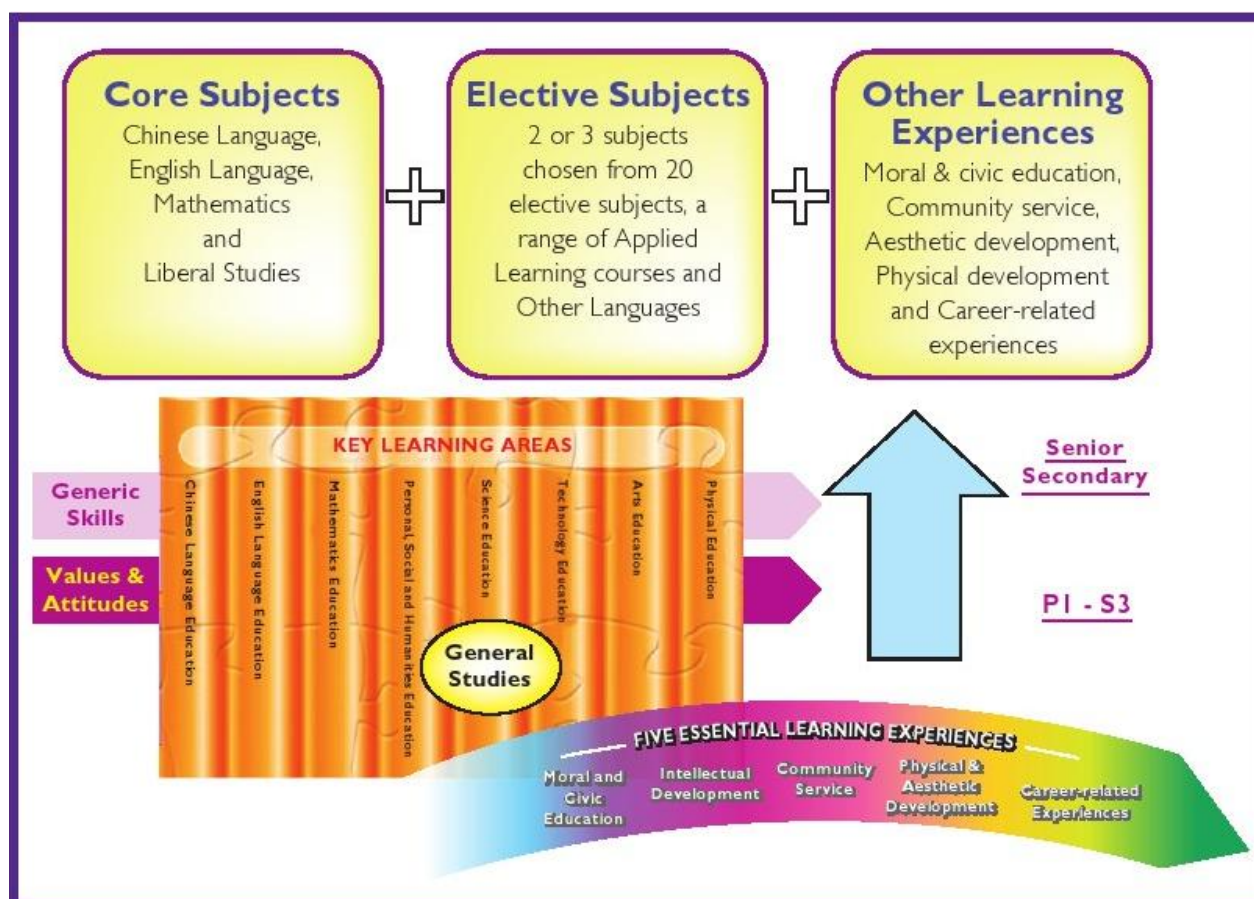 Core Subjects
Chinese Language,
English Language,
Mathematics
and
Liberal Studies
Elective Subjects
2 or 3 subjects
chosen from 20
elective subjects, a
range of Applied
Learning courses and
Other Languages
Other Learning
Experiences
Moral & civic education,
Community service,
Aesthetic development,
Physical development
and Career-related
experiences
KEY LEARNING AREAS
Generic
Skills
Values &
Attitudes
Chinese Language Education
English Language Education
Mathematics Education
Personal, Social and Humanities Education
Science Education
Technology Education
Arts Education
Physical Education
General
Studies
Senior
Secondary
P1 - S3
FIVE ESSENTIAL LEARNING EXPERIENCES
Moral and
Civic
Education
Intellectual
Development
Community
Service
Physical &
Aesthetic
Development
Career-related
Experiences